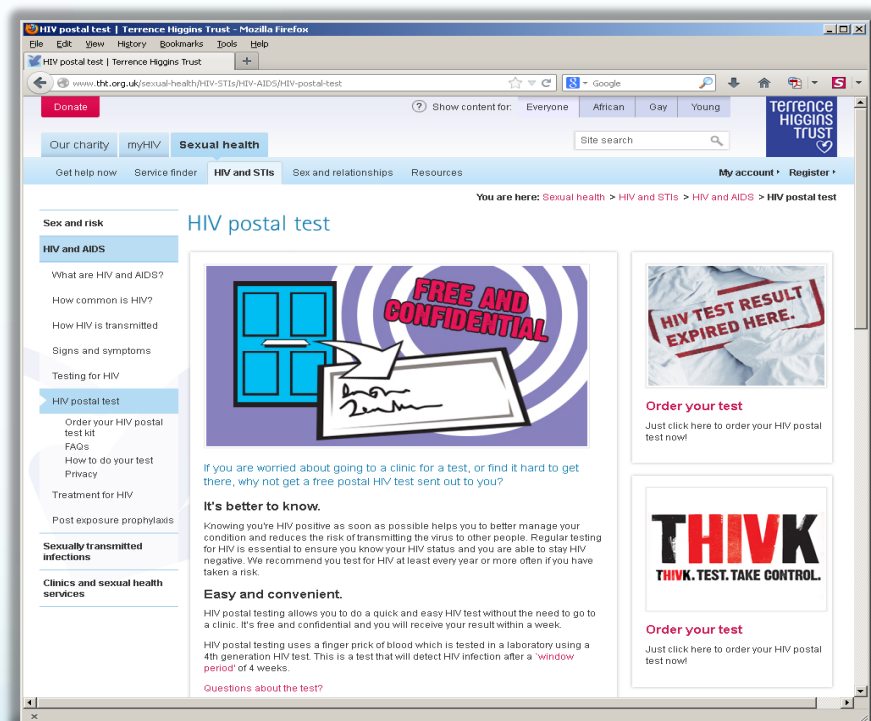 HIV postal test | Terrence Higgins Trust - Mozilla Firefox
File Edit View History Bookmarks Tools Help
HIV postal test | Terrence Higgins Trust +
www.tht.org.uk/sexual-health/HIV-STIs/HIV-AIDS/HIV-postal-test
Google
Donate
? Show content for: Everyone African Gay Young
Terrence
HIGGINS
TRUST
Our charity myHIV Sexual health
Site search
Get help now Service finder HIV and STIs Sex and relationships Resources
My account Register
You are here: Sexual health > HIV and STIs > HIV and AIDS > HIV postal test
Sex and risk
HIV and AIDS
What are HIV and AIDS?
How common is HIV?
How HIV is transmitted
Signs and symptoms
Testing for HIV
HIV postal test
Order your HIV postal
test kit
FAQs
How to do your test
Privacy
Treatment for HIV
Post exposure prophylaxis
Sexually transmitted
infections
Clinics and sexual health
services
HIV postal test
FREE AND
CONFIDENTIAL
If you are worried about going to a clinic for a test, or find it hard to get
there, why not get a free postal HIV test sent out to you?
It's better to know.
Knowing you're HIV positive as soon as possible helps you to better manage your
condition and reduces the risk of transmitting the virus to other people. Regular testing
for HIV is essential to ensure you know your HIV status and you are able to stay HIV
negative. We recommend you test for HIV at least every year or more often if you have
taken a risk.
Easy and convenient.
HIV postal testing allows you to do a quick and easy HIV test without the need to go to
a clinic. It's free and confidential and you will receive your result within a week.
HIV postal testing uses a finger prick of blood which is tested in a laboratory using a
4th generation HIV test. This is a test that will detect HIV infection after a `window
period' of 4 weeks.
Questions about the test?
HIV TEST RESULT
EXPIRED HERE.
Order your test
Just click here to order your HIV postal
test now!
THIVK
THIVK. TEST. TAKE CONTROL.
Order your test
Just click here to order your HIV postal
test now!